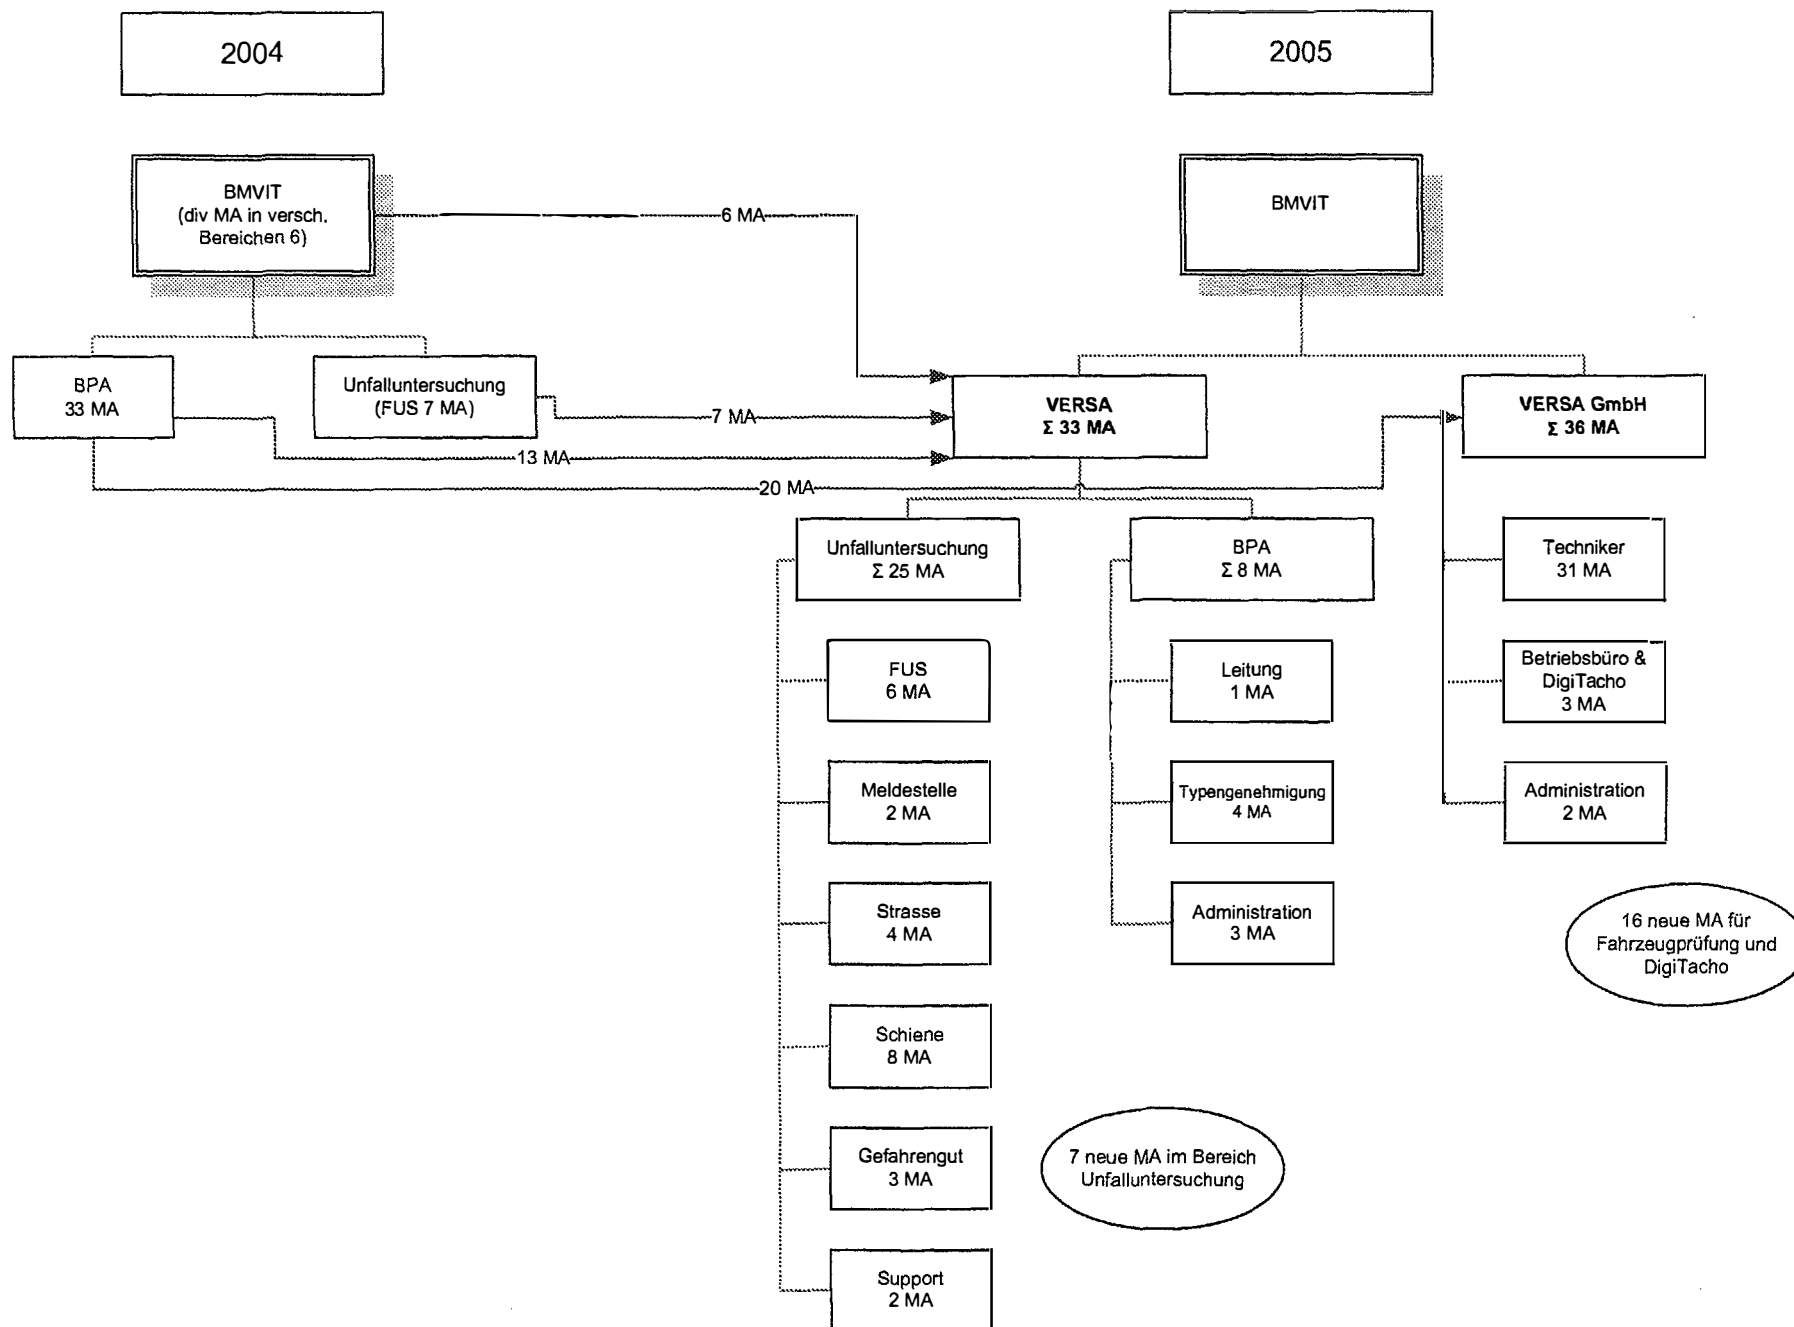 2004
2005
BMVIT
(div MA in versch.
Bereichen 6)
BMVIT
6 MA
BPA
33 MA
Unfalluntersuchung
(FUS 7 MA)
7 MA
13 MA
20 MA
VERSA
Σ 33 MA
VERSA GmbH
Σ 36 MA
Unfalluntersuchung
Σ 25 MA
BPA
Σ 8 MA
Techniker
31 MA
FUS
6 MA
Leitung
1 MA
Betriebsbüro &
DigiTacho
3 MA
Meldestelle
2 MA
Typengenehmigung
4 MA
Administration
2 MA
Strasse
4 MA
Administration
3 MA
16 neue MA für
Fahrzeugprüfung und
DigiTacho
Schiene
8 MA
Gefahrengut
3 MA
7 neue MA im Bereich
Unfalluntersuchung
Support
2 MA